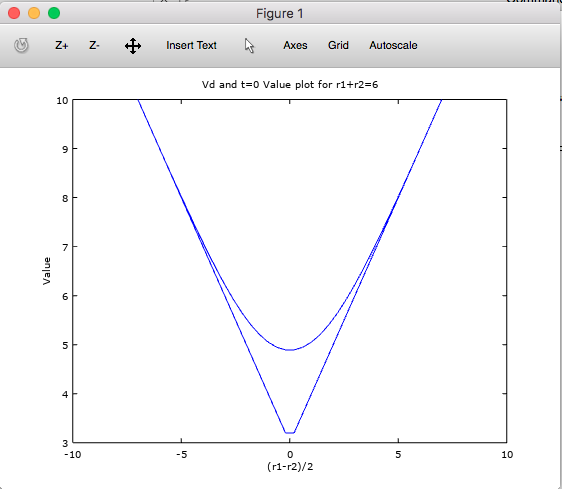 Figure 1
Z+ Z- Insert Text Axes Grid Autoscale
Vd and t=0 Value plot for r1+r2=6
10
9
8
7
6
5
4
3
Value
-10 -5 0 5 10
(r1-r2)/2